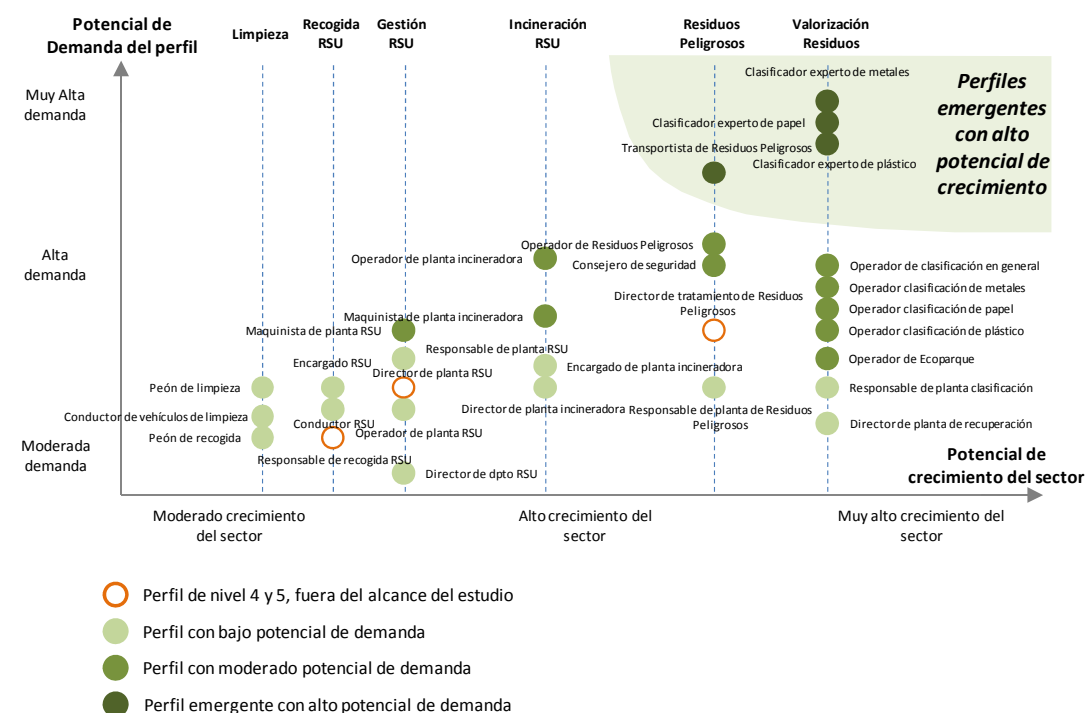 Potencial de
Demanda del perfil
Limpieza
Recogida
RSU
Gestión
RSU
Incineración
RSU
Residuos
Peligrosos
Valorización
Residuos
Muy Alta
demanda
Clasificador experto de metales
Perfiles
emergentes
con alto
potencial de
crecimiento
Clasificador experto de papel
Transportista de Residuos Peligrosos
Clasificador experto de plástico
Alta
demanda
Operador de Residuos Peligrosos
Operador de planta incineradora
Consejero de seguridad
Operador de clasificación en general
Operador clasificación de metales
Director de tratamiento de Residuos
Peligrosos
Operador clasificación de papel
Maquinista de planta incineradora
Maquinista de planta RSU
Operador clasificación de plástico
Responsable de planta RSU
Operador de Ecoparque
Encargado RSU
Encargado de planta incineradora
Director de planta RSU
Peón de limpieza
Responsable de planta clasificación
Director de planta incineradora
Responsable de planta de Residuos
Peligrosos
Conductor de vehículos de limpieza
Conductor RSU
Director de planta de recuperación
Operador de planta RSU
Peón de recogida
Moderada
demanda
Responsable de recogida RSU
Director de dpto RSU
Potencial de
crecimiento del sector
Moderado crecimiento
del sector
Alto crecimiento del
sector
Muy alto crecimiento del
sector
Perfil de nivel 4 y 5, fuera del alcance del estudio
Perfil con bajo potencial de demanda
Perfil con moderado potencial de demanda
Perfil emergente con alto potencial de demanda